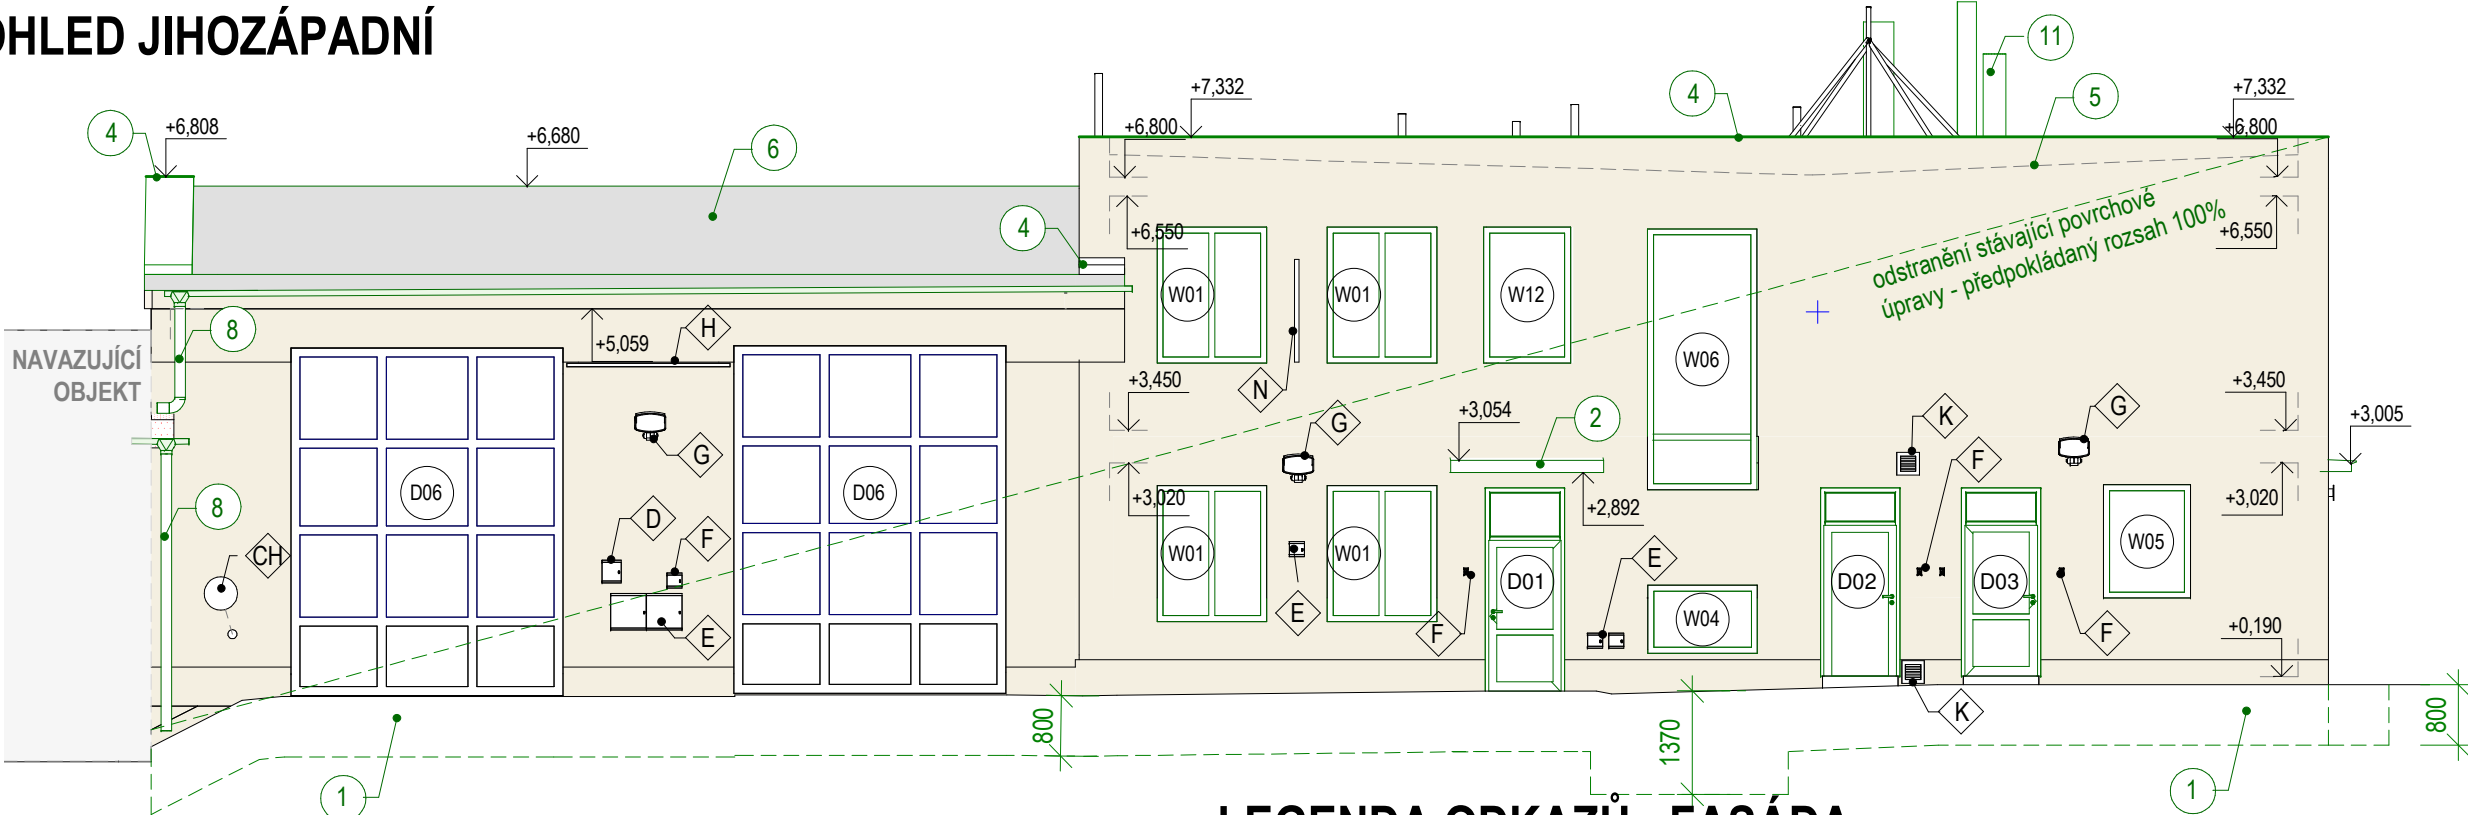 OHLED JIHOZÁPADNÍ
11
+7,332
4
5
+7,332
4
+6,808
+6,680
6
+6,800
+6,800
4
+6,550
odstranění stávající povrchové
úpravy - předpokládaný rozsah 100%
+6,550
W01
W01
W12
8
H
+5,059
W06
NAVAZUJÍCÍ
OBJEKT
+3,450
N
+3,450
G
G
+3,054
2
K
G
+3,005
F
D06
D06
8
D
+3,020
+2,892
+3,020
F
CH
W01
W01
E
W05
D01
D02
D03
E
E
F
W04
F
+0,190
800
1370
K
800
1
1
LEGENDA ODKAZŮ - FASÁDA